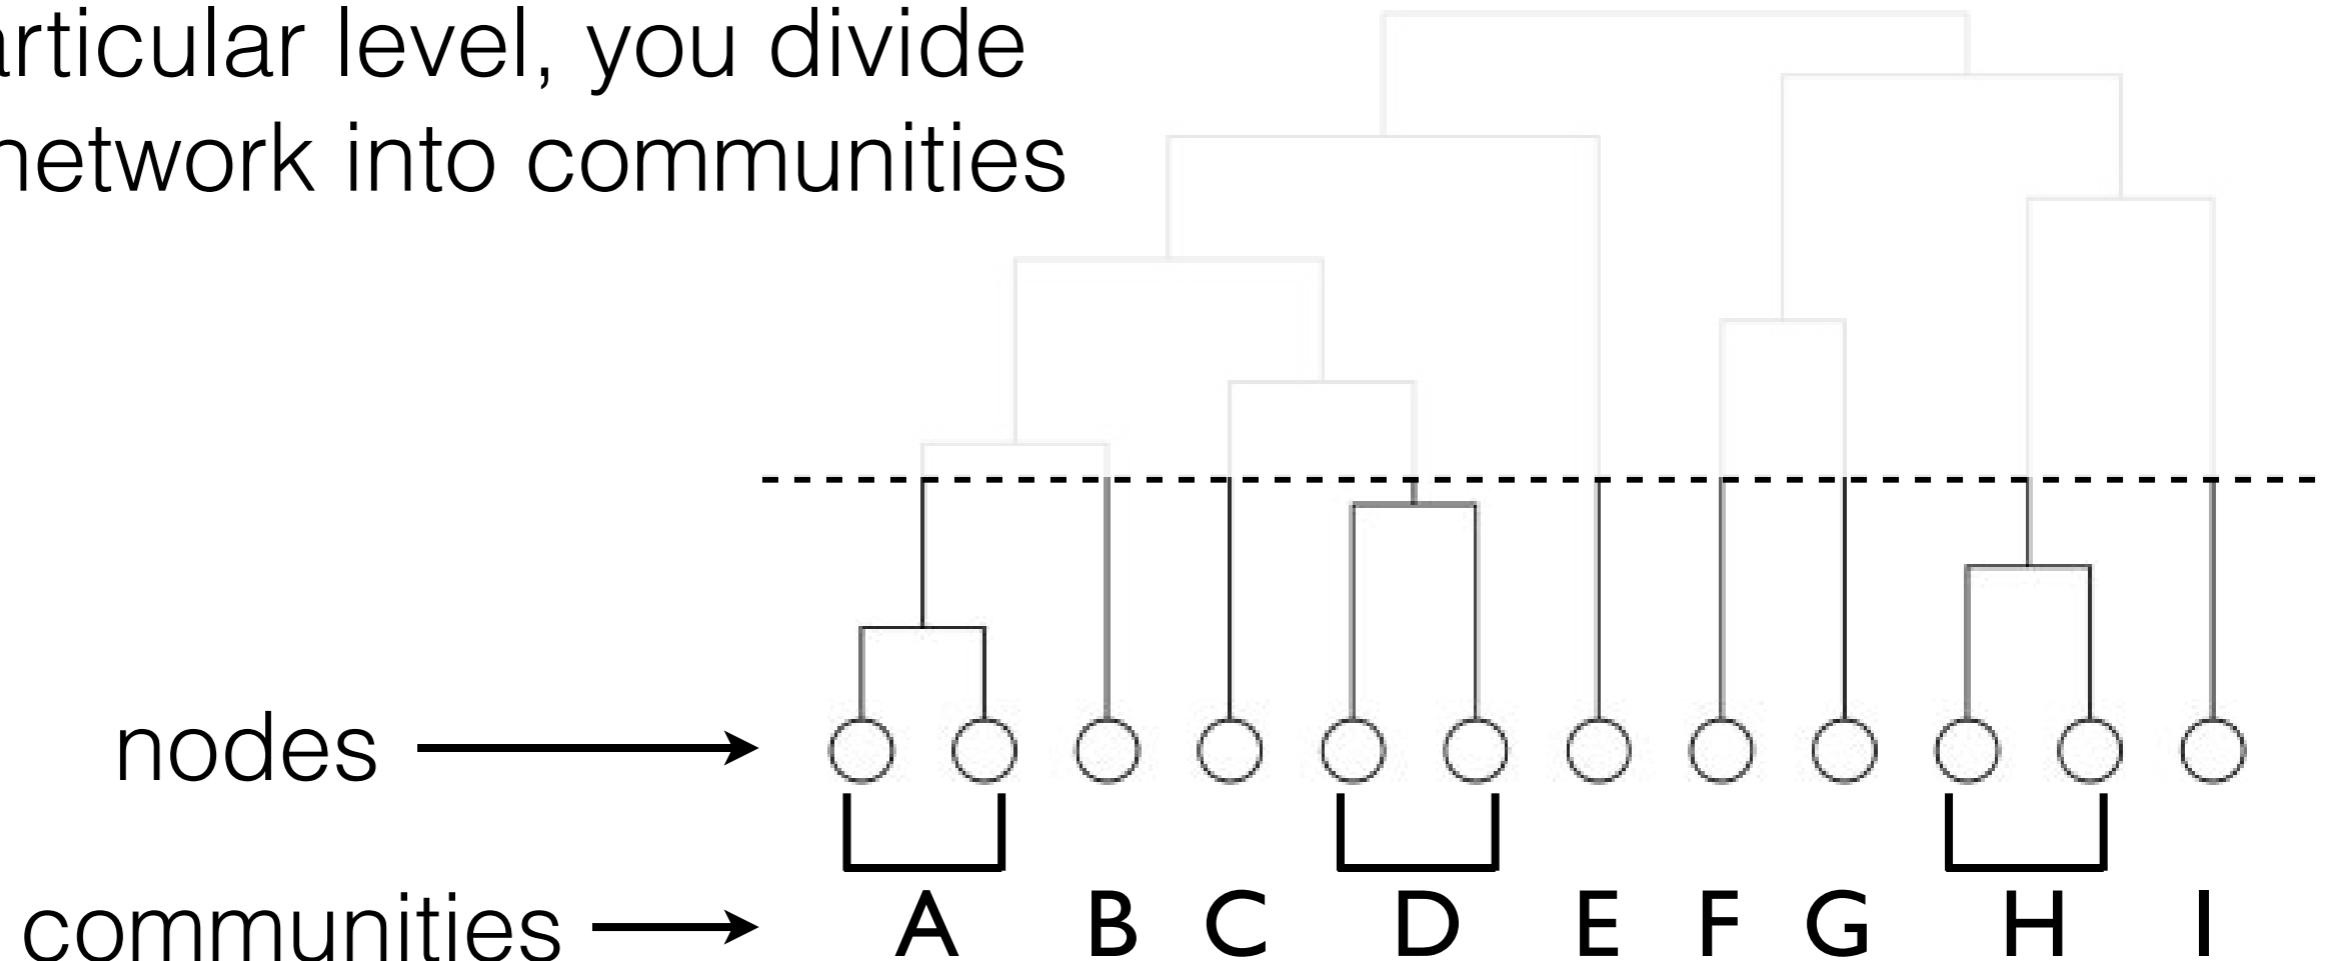 articular level, you divide
network into communities
nodes
communities A B C D E F G H I